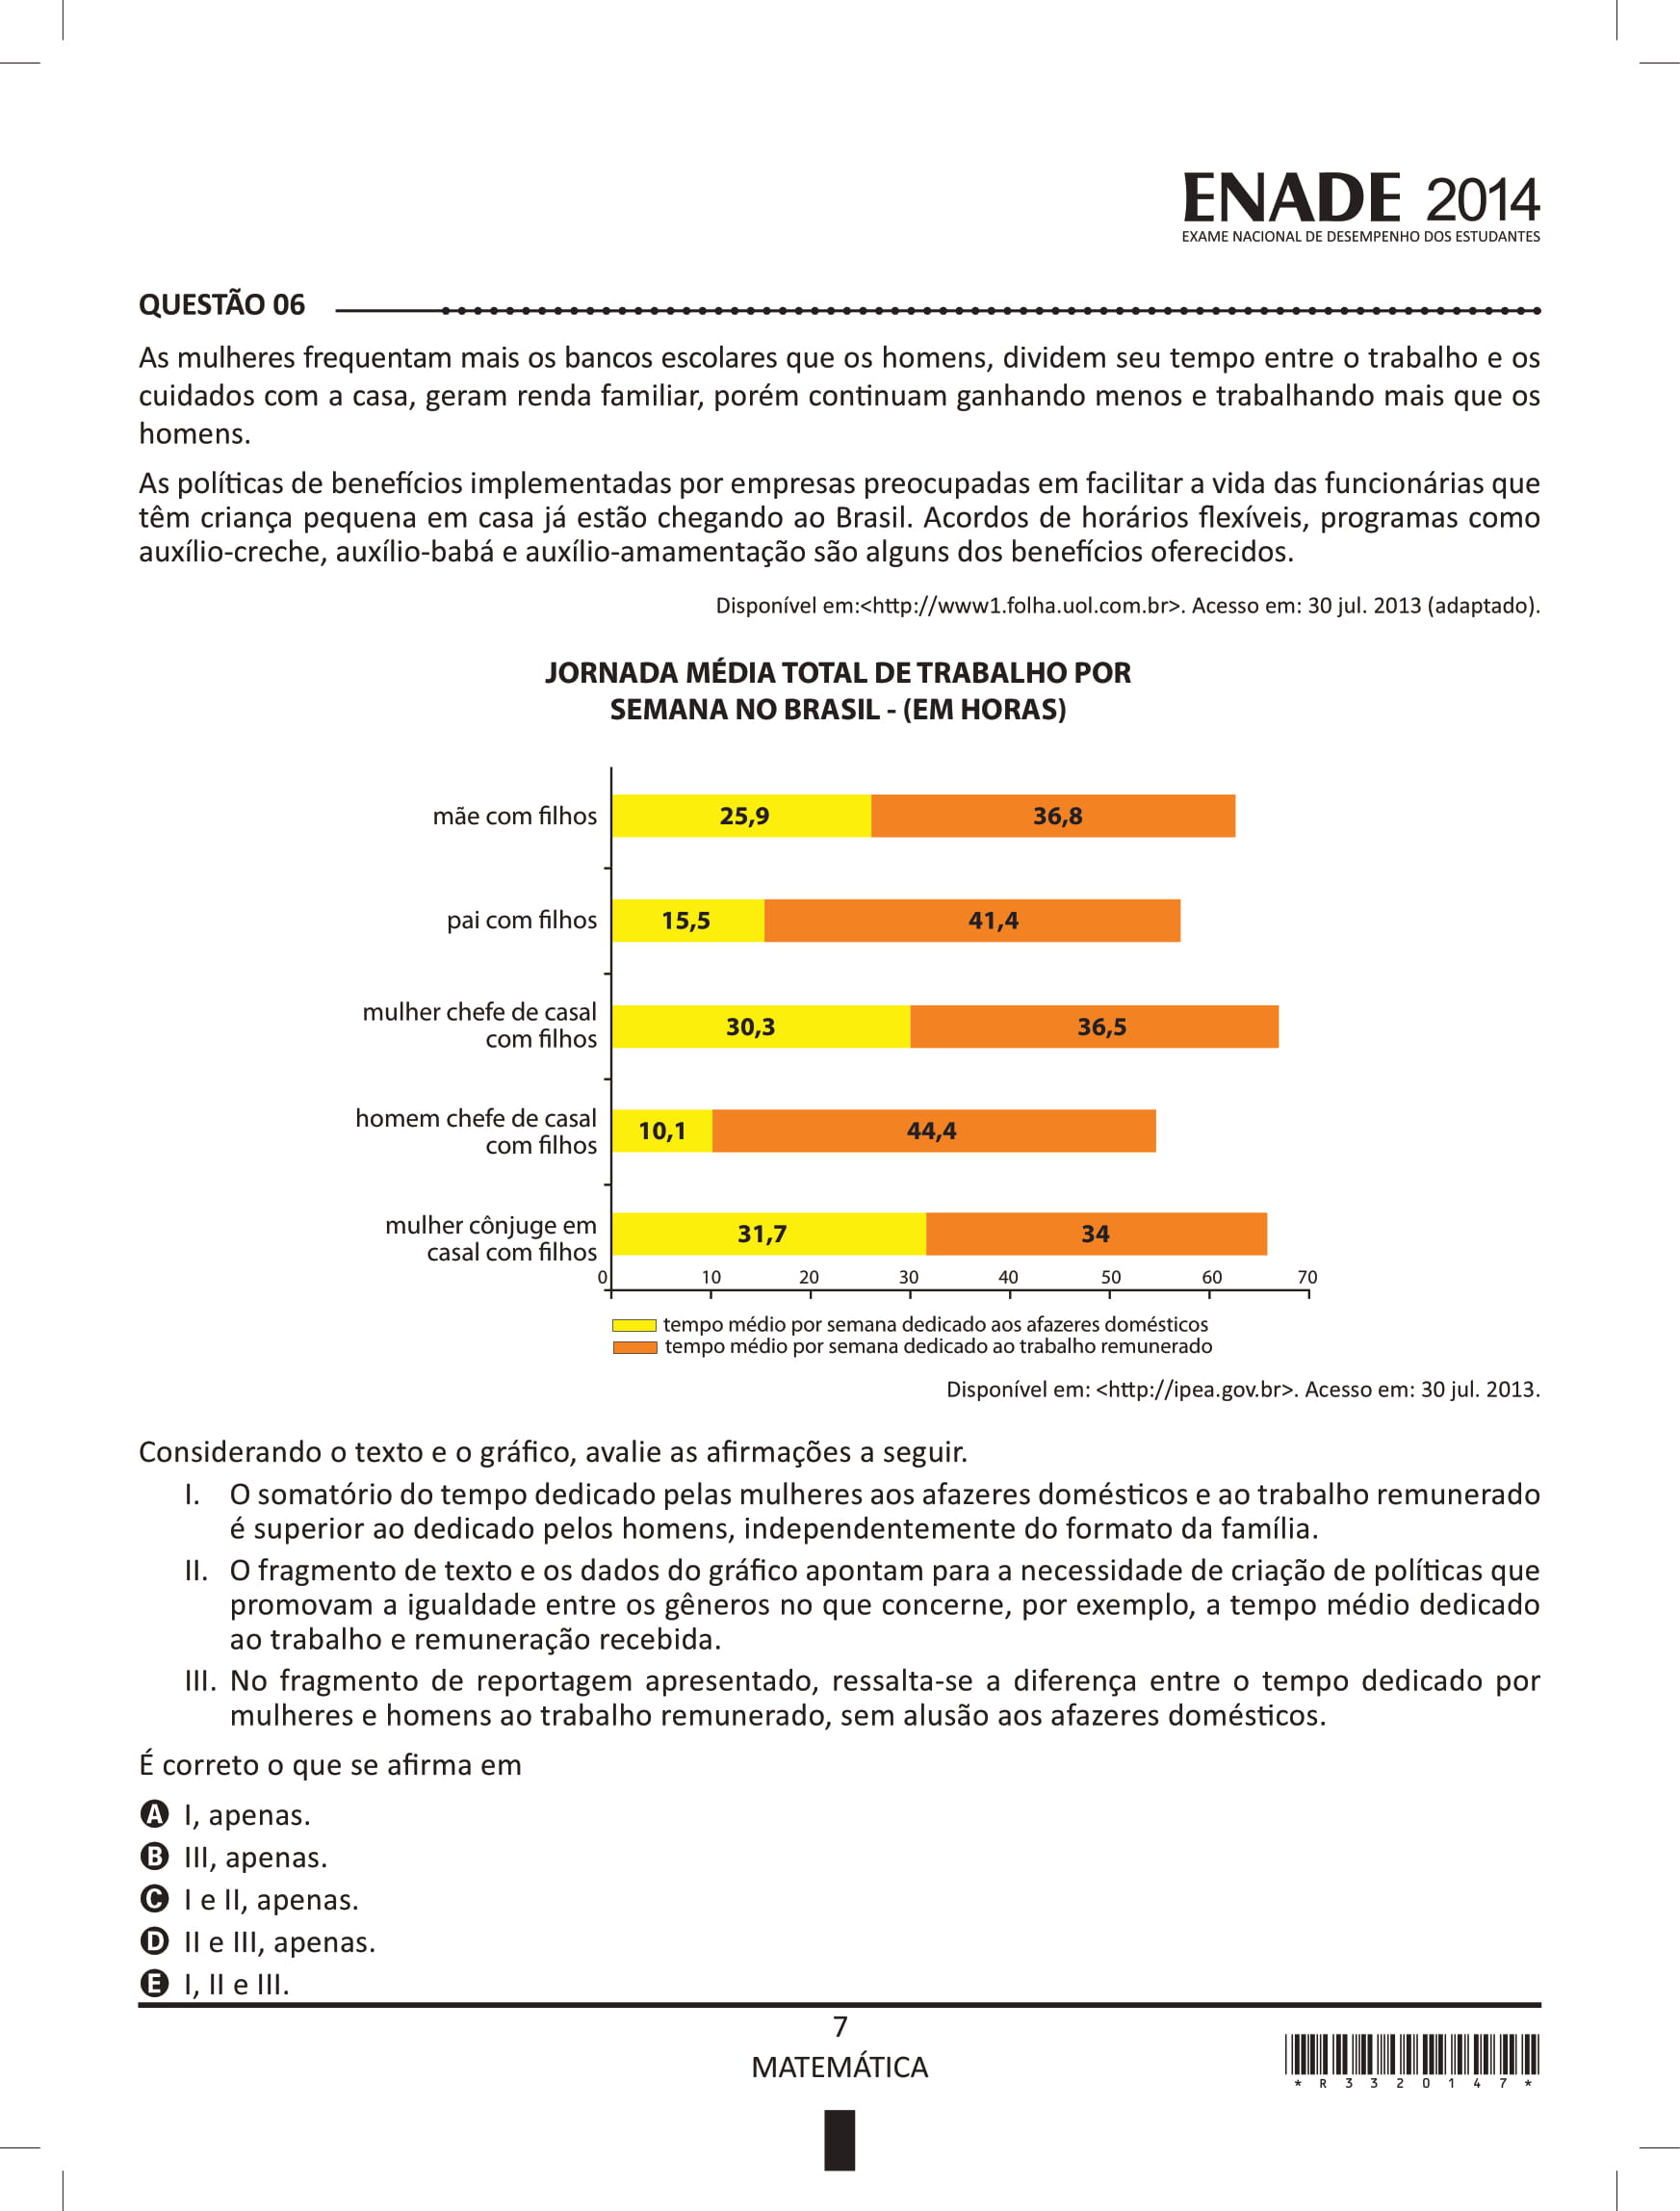 ENADE 2014
EXAME NACIONAL DE DESEMPENHO DOS ESTUDANTES
QUESTÃO 06
As mulheres frequentam mais os bancos escolares que os homens, dividem seu tempo entre o trabalho e os
cuidados com a casa, geram renda familiar, porém continuam ganhando menos e trabalhando mais que os
homens.
As políticas de benefícios implementadas por empresas preocupadas em facilitar a vida das funcionárias que
têm criança pequena em casa já estão chegando ao Brasil. Acordos de horários flexíveis, programas como
auxílio-creche, auxílio-babá e auxílio-amamentação são alguns dos benefícios oferecidos.
Disponível em:<http://www1.folha.uol.com.br>. Acesso em: 30 jul. 2013 (adaptado).
JORNADA MÉDIA TOTAL DE TRABALHO POR
SEMANA NO BRASIL - (EM HORAS)
mãe com filhos 25,9 36,8
pai com filhos 15,5 41,4
mulher chefe de casal
com filhos 30,3 36,5
homem chefe de casal
com filhos 10,1 44,4
mulher cônjuge em
casal com filhos 31,7 34
0 10 20 30 40 50 60 70
tempo médio por semana dedicado aos afazeres domésticos
tempo médio por semana dedicado ao trabalho remunerado
Disponível em: <http://ipea.gov.br>. Acesso em: 30 jul. 2013.
Considerando o texto e o gráfico, avalie as afirmações a seguir.
I. O somatório do tempo dedicado pelas mulheres aos afazeres domésticos e ao trabalho remunerado
é superior ao dedicado pelos homens, independentemente do formato da família.
II. O fragmento de texto e os dados do gráfico apontam para a necessidade de criação de políticas que
promovam a igualdade entre os gêneros no que concerne, por exemplo, a tempo médio dedicado
ao trabalho e remuneração recebida.
III. No fragmento de reportagem apresentado, ressalta-se a diferença entre o tempo dedicado por
mulheres e homens ao trabalho remunerado, sem alusão aos afazeres domésticos.
É correto o que se afirma em
A I, apenas.
B III, apenas.
C I e II, apenas.
D II e III, apenas.
E I, II e III.
7
MATEMÁTICA
* R 3 3 2 0 1 4 7 *